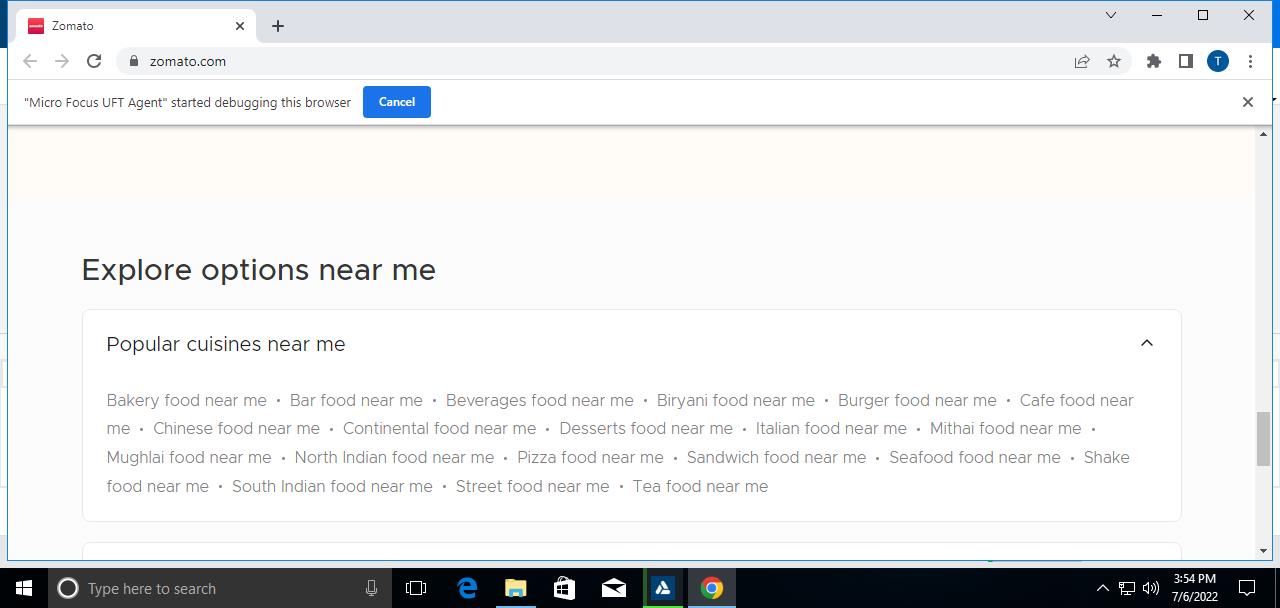 Zomato
zomato.com
T
"Micro Focus UFT Agent" started debugging this browser
Cancel
Explore options near me
Popular cuisines near me
Bakery food near me • Bar food near me • Beverages food near me • Biryani food near me • Burger food near me • Cafe food near
me • Chinese food near me • Continental food near me • Desserts food near me • Italian food near me • Mithai food near me •
Mughlai food near me • North Indian food near me • Pizza food near me • Sandwich food near me • Seafood food near me • Shake
food near me • South Indian food near me • Street food near me • Tea food near me
Type here to search
3:54 PM
7/6/2022